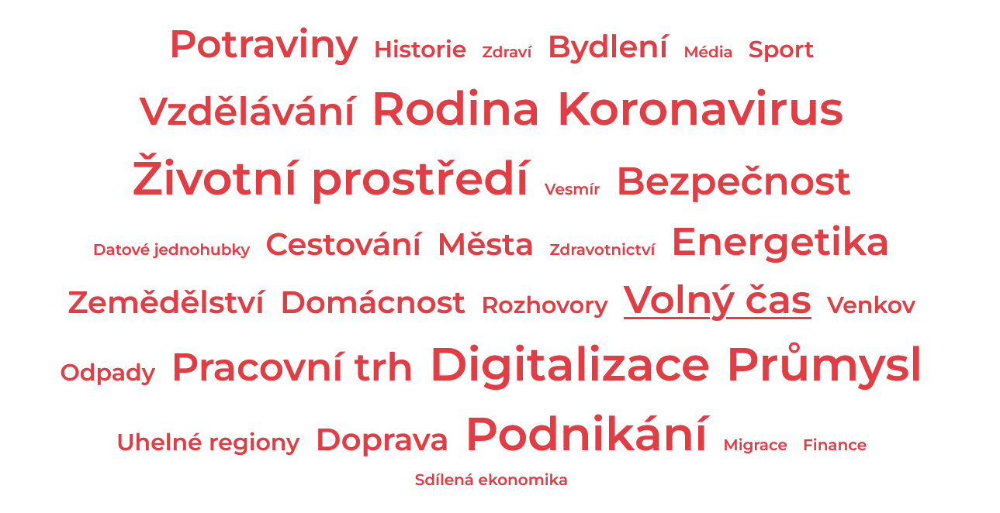 Potraviny Historie Zdraví Bydlení Média Sport
Vzdělávání Rodina Koronavirus
Životní prostředí Vesmír Bezpečnost
Datové jednohubky Cestování Města Zdravotnictví Energetika
Zemědělství Domácnost Rozhovory Volný čas Venkov
Odpady Pracovní trh Digitalizace Průmysl
Uhelné regiony Doprava Podnikání Migrace Finance
Sdílená ekonomika